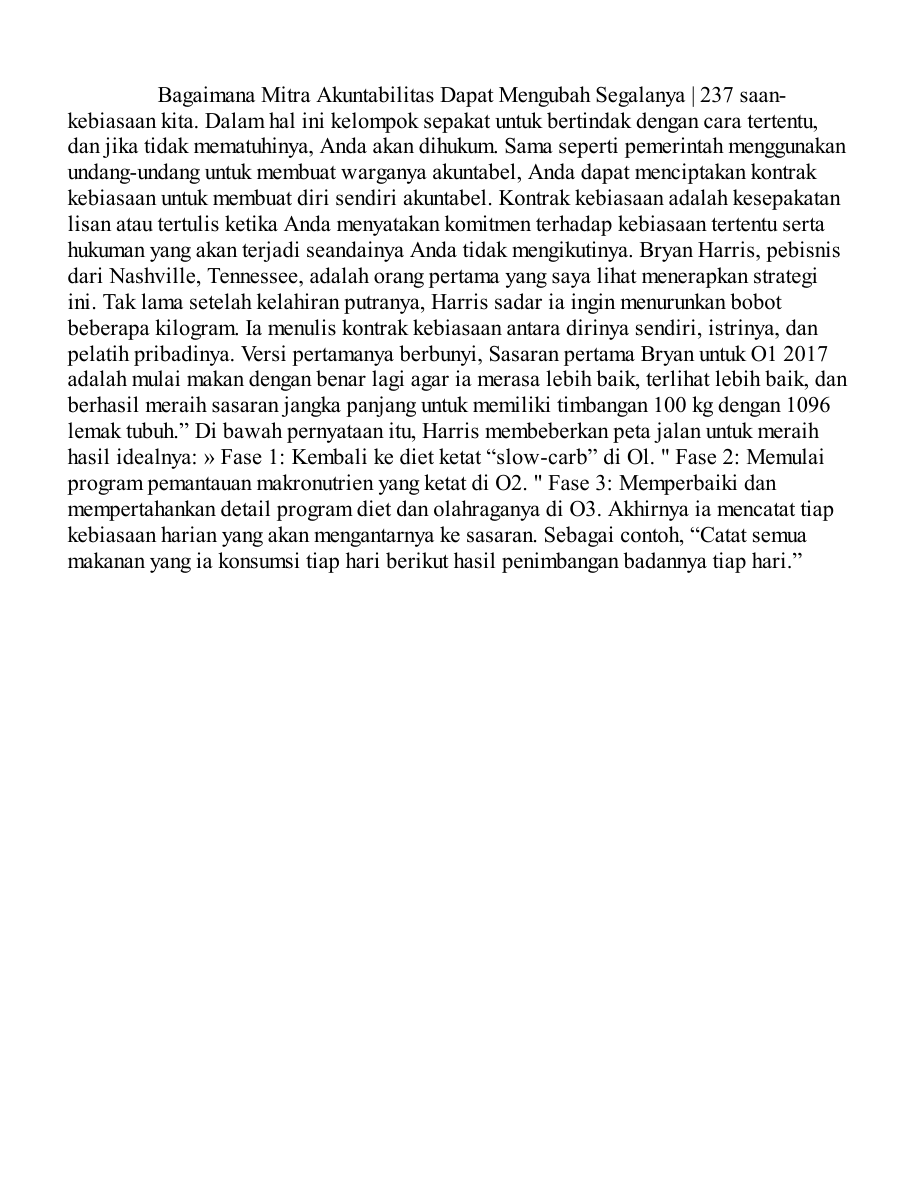 Bagaimana Mitra Akuntabilitas Dapat Mengubah Segalanya | 237 saan-
kebiasaan kita. Dalam hal ini kelompok sepakat untuk bertindak dengan cara tertentu,
dan jika tidak mematuhinya, Anda akan dihukum. Sama seperti pemerintah menggunakan
undang-undang untuk membuat warganya akuntabel, Anda dapat menciptakan kontrak
kebiasaan untuk membuat diri sendiri akuntabel. Kontrak kebiasaan adalah kesepakatan
lisan atau tertulis ketika Anda menyatakan komitmen terhadap kebiasaan tertentu serta
hukuman yang akan terjadi seandainya Anda tidak mengikutinya. Bryan Harris, pebisnis
dari Nashville, Tennessee, adalah orang pertama yang saya lihat menerapkan strategi
ini. Tak lama setelah kelahiran putranya, Harris sadar ia ingin menurunkan bobot
beberapa kilogram. Ia menulis kontrak kebiasaan antara dirinya sendiri, istrinya, dan
pelatih pribadinya. Versi pertamanya berbunyi, Sasaran pertama Bryan untuk O1 2017
adalah mulai makan dengan benar lagi agar ia merasa lebih baik, terlihat lebih baik, dan
berhasil meraih sasaran jangka panjang untuk memiliki timbangan 100 kg dengan 1096
lemak tubuh.” Di bawah pernyataan itu, Harris membeberkan peta jalan untuk meraih
hasil idealnya: » Fase 1: Kembali ke diet ketat “slow-carb” di Ol. " Fase 2: Memulai
program pemantauan makronutrien yang ketat di O2. " Fase 3: Memperbaiki dan
mempertahankan detail program diet dan olahraganya di O3. Akhirnya ia mencatat tiap
kebiasaan harian yang akan mengantarnya ke sasaran. Sebagai contoh, “Catat semua
makanan yang ia konsumsi tiap hari berikut hasil penimbangan badannya tiap hari.”